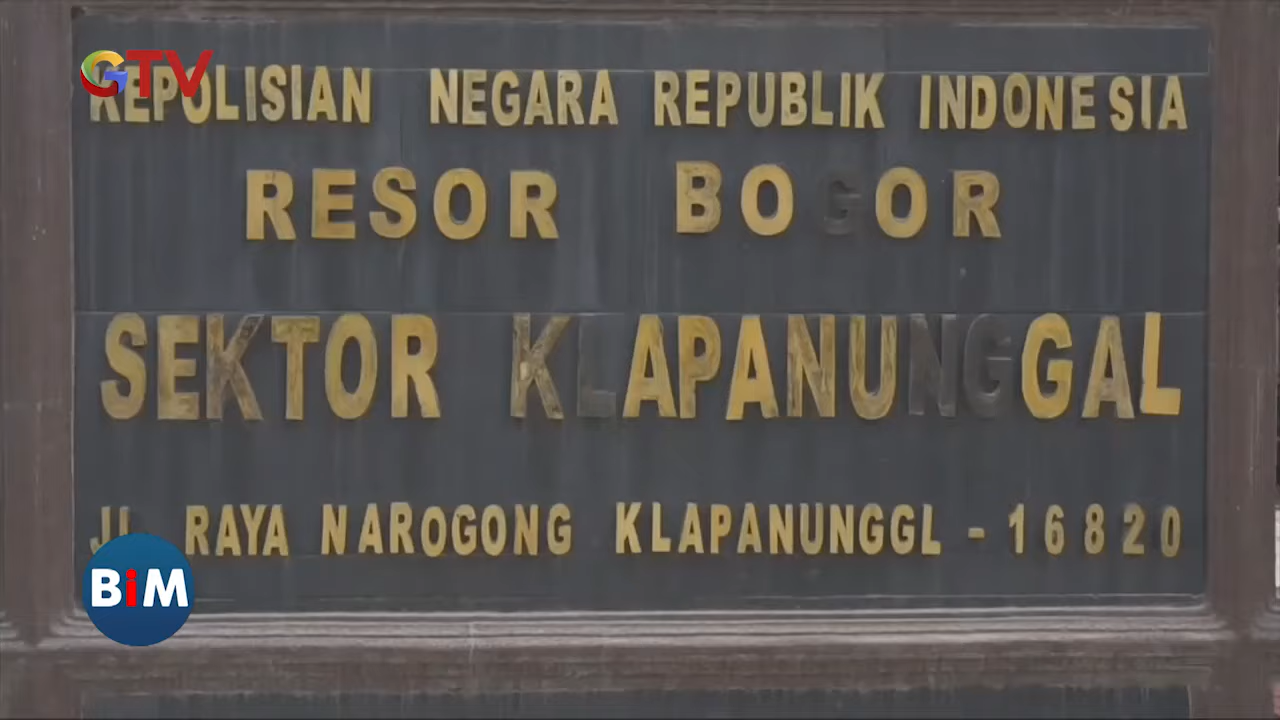 GTV
KEPOLISIAN NEGARA REPUBLIK INDONESIA
RESOR BOGOR
SEKTOR KLAPANUNGGAL
JL RAYA NAROGONG KLAPANUNGGL - 16820
BiM